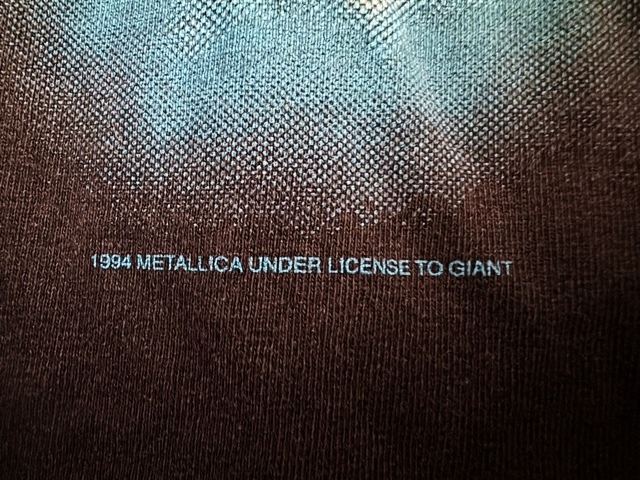 1994 METALLICA UNDER LICENSE TO GIANT